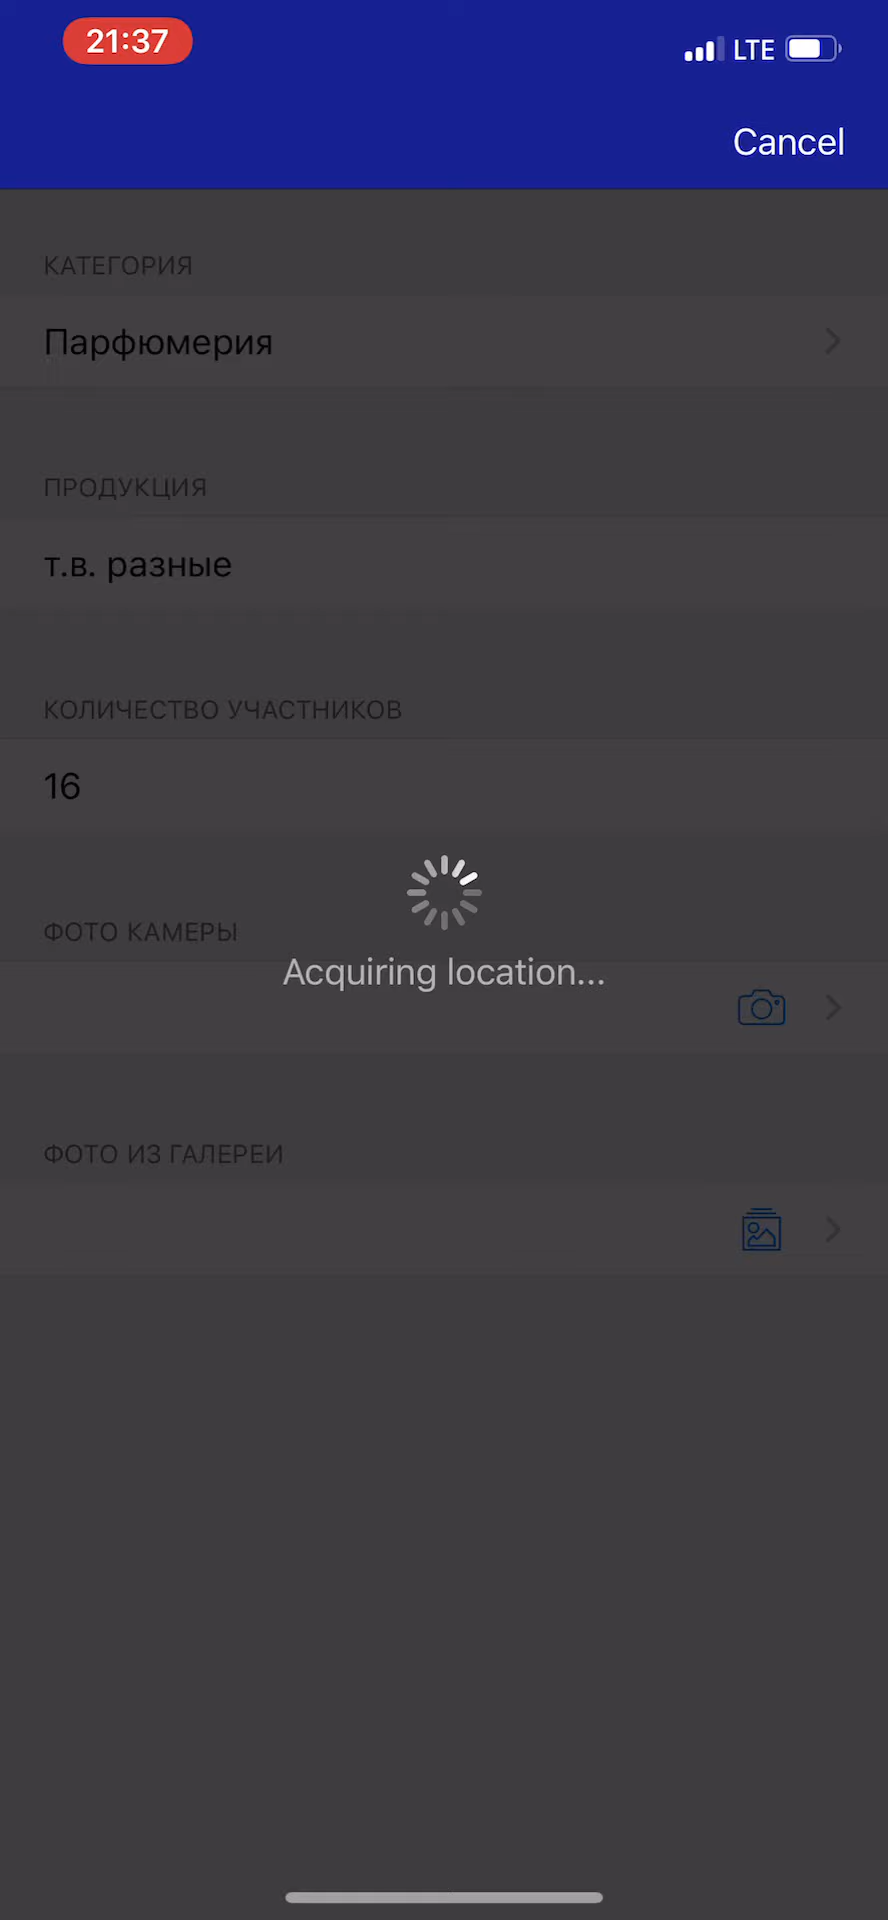 21:37
LTE
Cancel
КАТЕГОРИЯ
Парфюмерия
ПРОДУКЦИЯ
т.в. разные
КОЛИЧЕСТВО УЧАСТНИКОВ
16
ФОТО КАМЕРЫ
Acquiring location...
ФОТО ИЗ ГАЛЕРЕИ